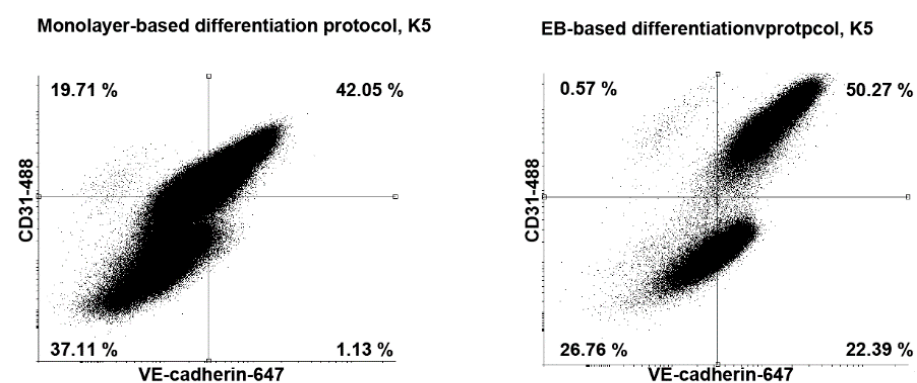 Monolayer-based differentiation protocol, K5
19.71 %
42.05 %
CD31-488
37.11 %
1.13 %
VE-cadherin-647
EB-based differentiationvprotpcol, K5
0.57 %
50.27 %
CD31-488
26.76 %
22.39 %
VE-cadherin-647